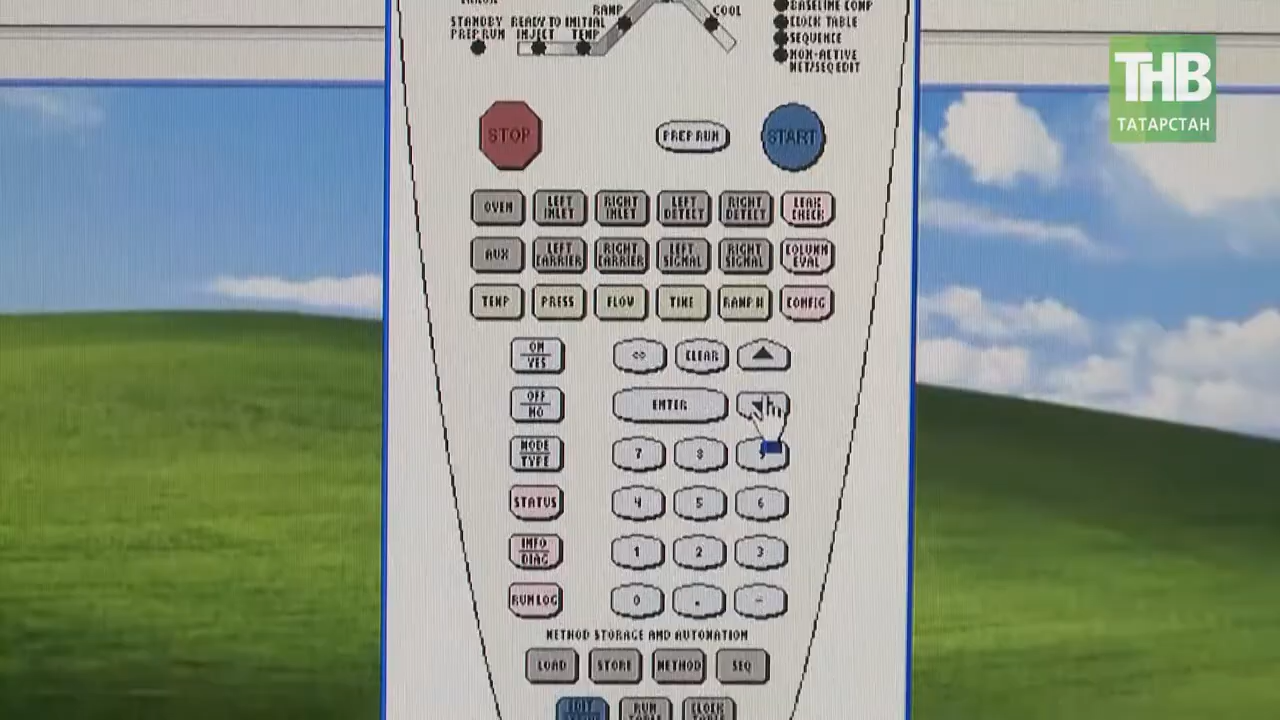 RAMP
COOL
BASELINE COMP
STANDBY
PREP RUN
READY TO
INJECT
INITIAL
TEMP
CLOCK TABLE
SEQUENCE
NON-ACTIVE
MET/SEQ EDIT
ТНВ
ТАТАРСТАН
STOP
PREP RUN
START
OVEN
LEFT
INLET
RIGHT
INLET
LEFT
DETECT
RIGHT
DETECT
LEAK
CHECK
AUX
LEFT
CARRIER
RIGHT
CARRIER
LEFT
SIGNAL
RIGHT
SIGNAL
COLUMN
EVAL
TEMP
PRESS
FLOW
TIME
RAMP #
CONFIG
ON
YES
CLEAR
OFF
NO
ENTER
MODE
TYPE
7
8
STATUS
4
5
6
INFO
DIAG
1
2
3
RUN LOG
0
.
-
METHOD STORAGE AND AUTOMATION
LOAD
STORE
METHOD
SEQ
RUN
TABLE
CLOCK
TABLE